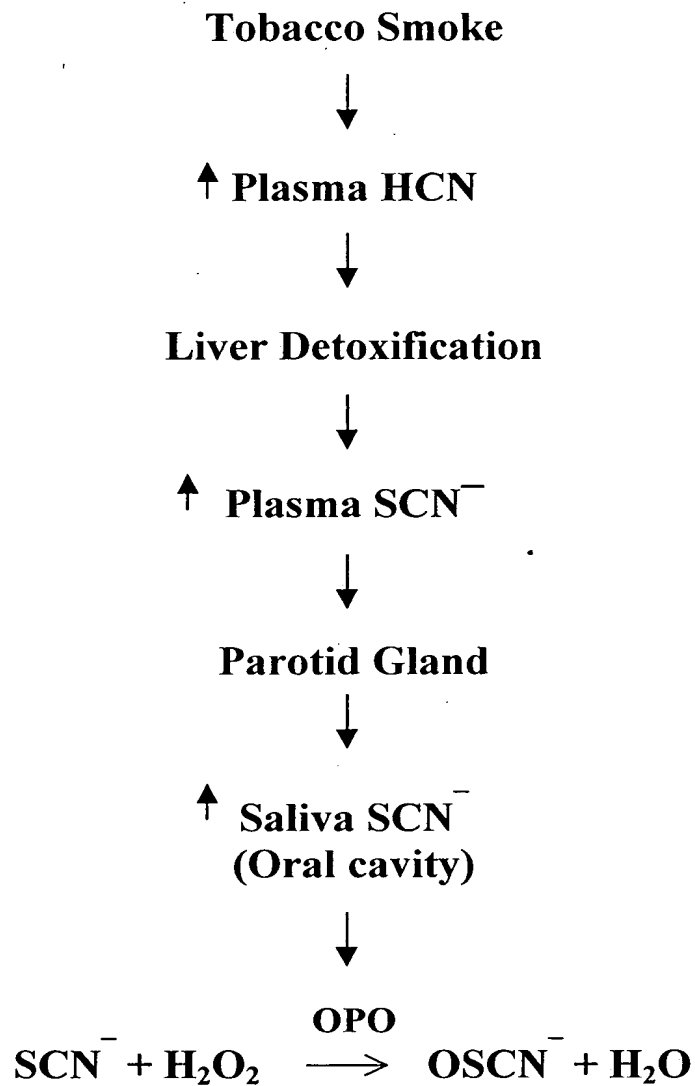 Tobacco Smoke
↓
↑ Plasma HCN
↓
Liver Detoxification
↓
↑ Plasma SCN⁻
↓
Parotid Gland
↓
↑ Saliva SCN⁻
(Oral cavity)
↓
OPO
SCN⁻ + H₂O₂ → OSCN⁻ + H₂O